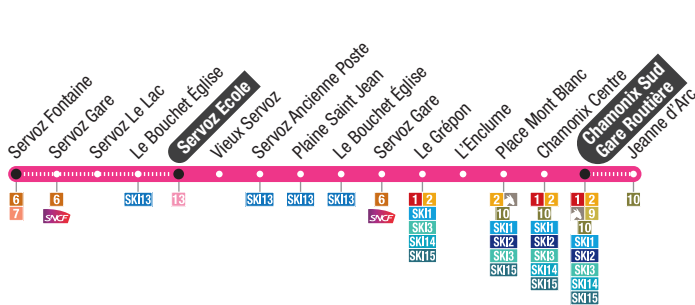 Servoz Fontaine
Servoz Gare
Servoz Le Lac
Le Bouchet Église
Servoz Ecole
Vieux Servoz
Servoz Ancienne Poste
Plaine Saint Jean
Le Bouchet Église
Servoz Gare
Le Grépon
L'Enclume
Place Mont Blanc
Chamonix Centre
Chamonix Sud
Gare Routière
Jeanne d'Arc
6 6 SKI13 13 SKI13 SKI13 SKI13 6 1 2 2 1 2 1 2 10
7 SNCF SNCF SKI1 10 10 9
SKI3 SKI1 SKI1 10
SKI14 SKI2 SKI2 SKI1
SKI15 SKI3 SKI3 SKI2
SKI15 SKI14 SKI3
SKI15 SKI14
SKI15